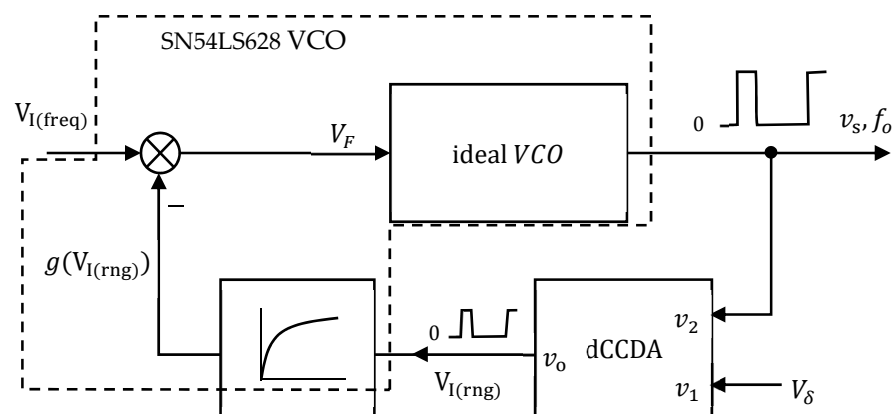 SN54LS628 VCO
V_I(freq)
V_F
ideal VCO
0
v_s, f_o
−
g(V_I(rng))
0
V_I(rng)
v_o
dCCDA
v_2
v_1
V_δ